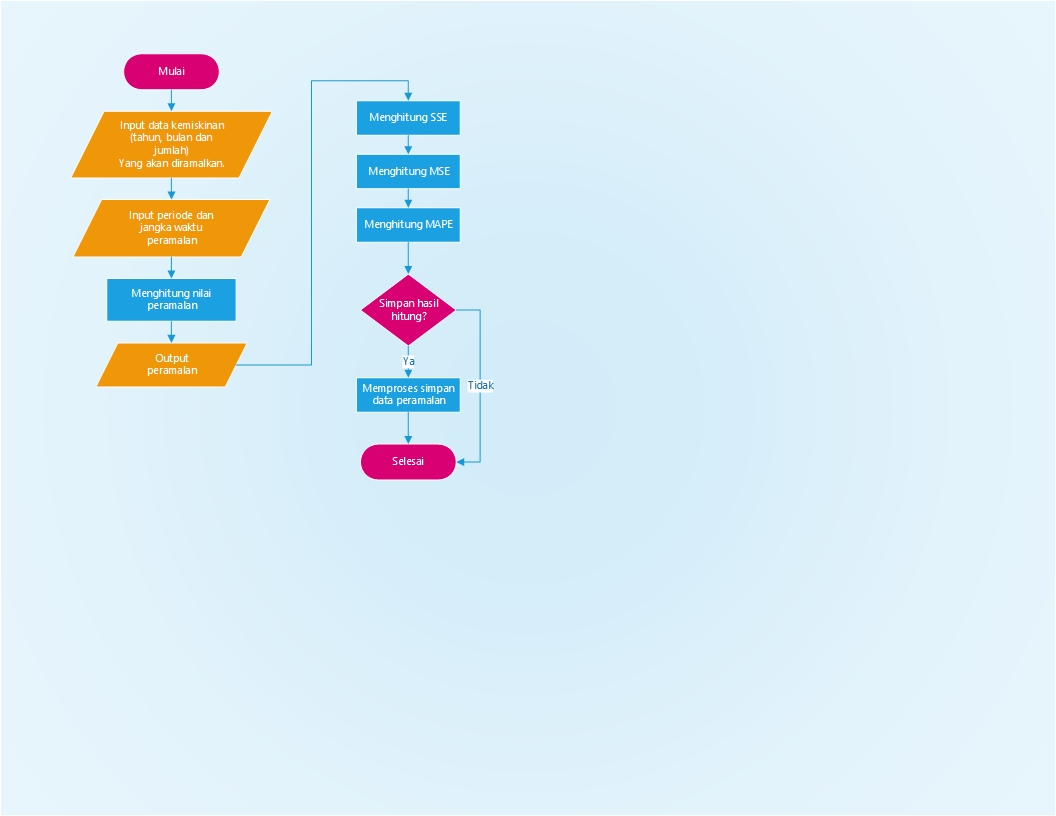 Mulai
Input data kemiskinan
(tahun, bulan dan
jumlah)
Yang akan diramalkan.
Input periode dan
jangka waktu
peramalan
Menghitung nilai
peramalan
Output
peramalan
Menghitung SSE
Menghitung MSE
Menghitung MAPE
Simpan hasil
hitung?
Ya
Tidak
Memproses simpan
data peramalan
Selesai